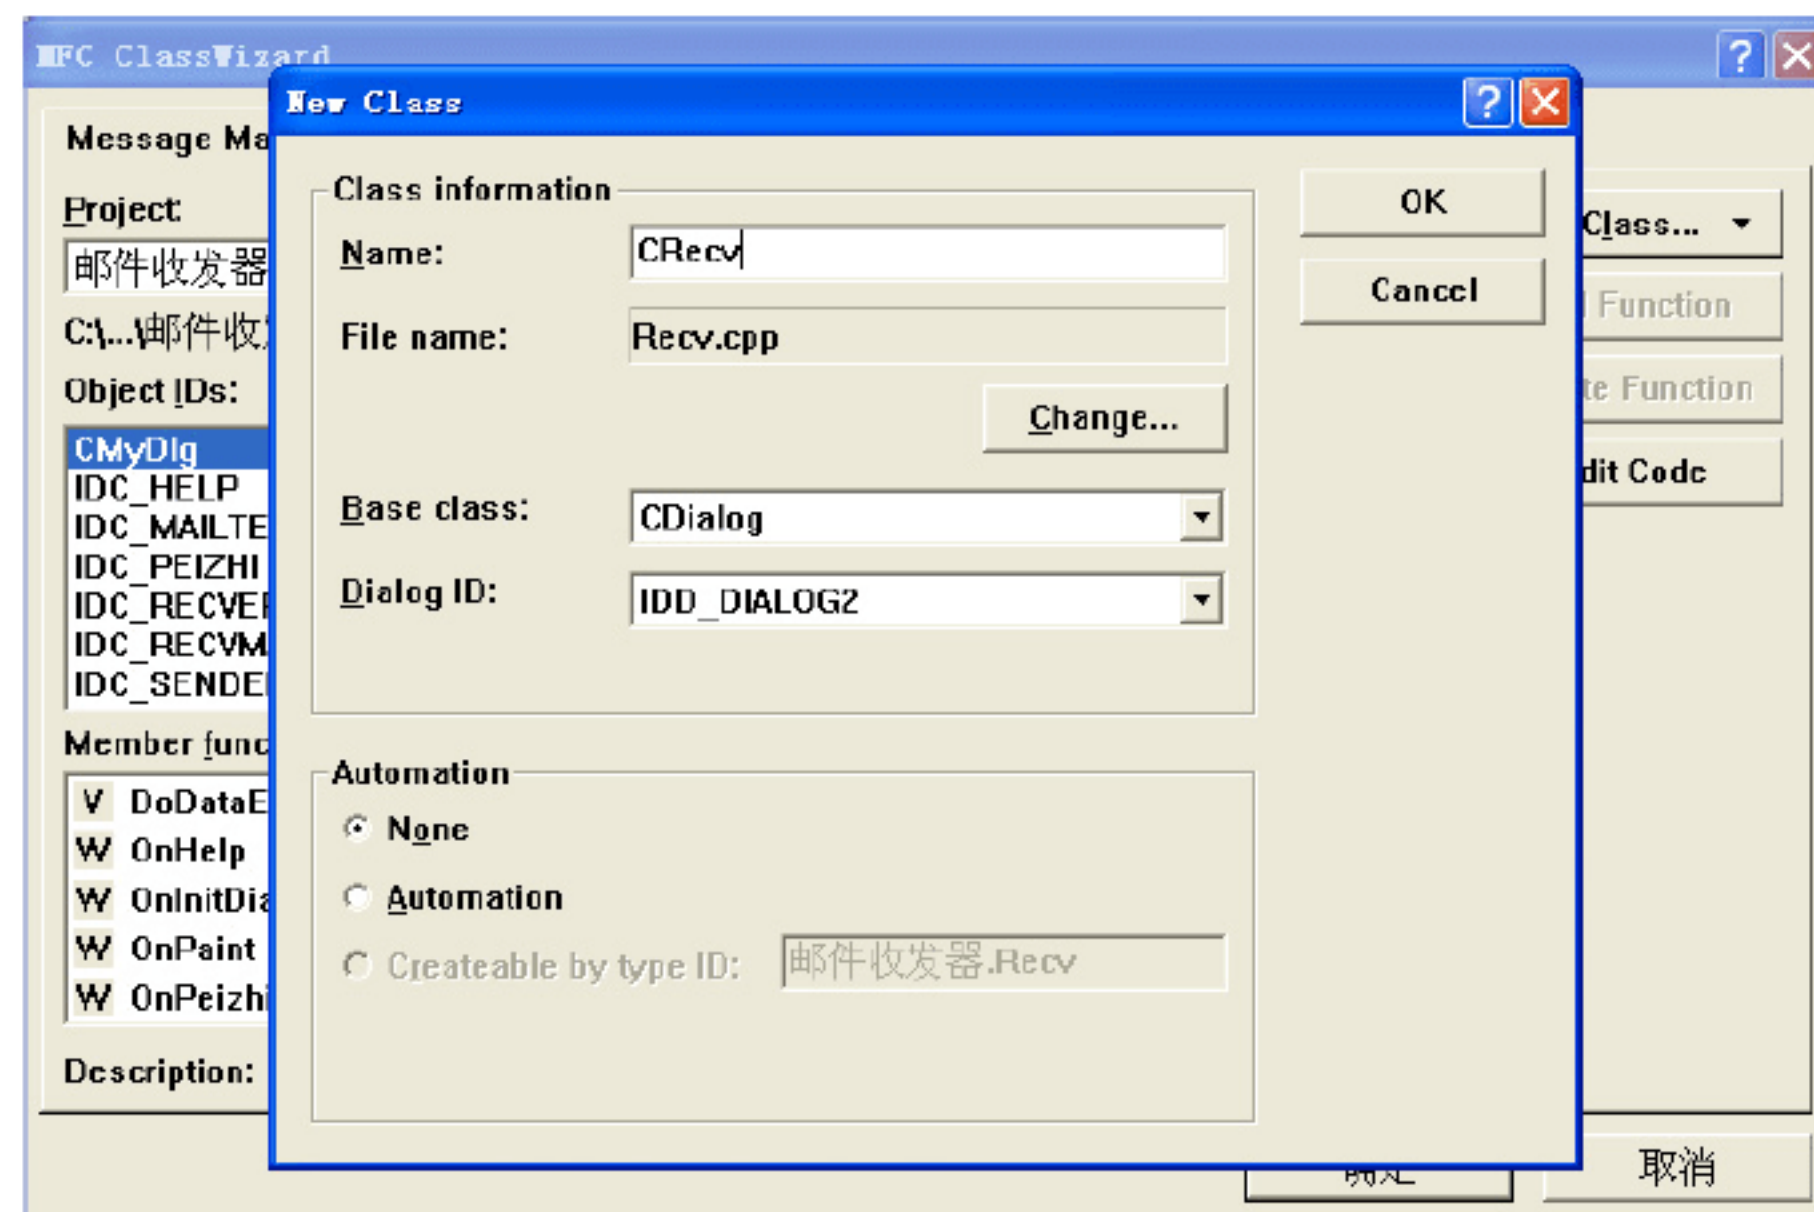 MFC ClassWizard
New Class
Message Ma
Project:
邮件收发器
C:\...\邮件收
Object IDs:
CMyDlg
IDC_HELP
IDC_MAILTE
IDC_PEIZHI
IDC_RECVE
IDC_RECVM
IDC_SENDE
Member func
V DoDataE
W OnHelp
W OnInitDia
W OnPaint
W OnPeizhi
Description:
Class information
Name:
CRecv
File name:
Recv.cpp
Change...
Base class:
CDialog
Dialog ID:
IDD_DIALOG2
Automation
None
Automation
Createable by type ID:
邮件收发器.Recv
OK
Cancel
Class...
Function
te Function
dit Code
取消